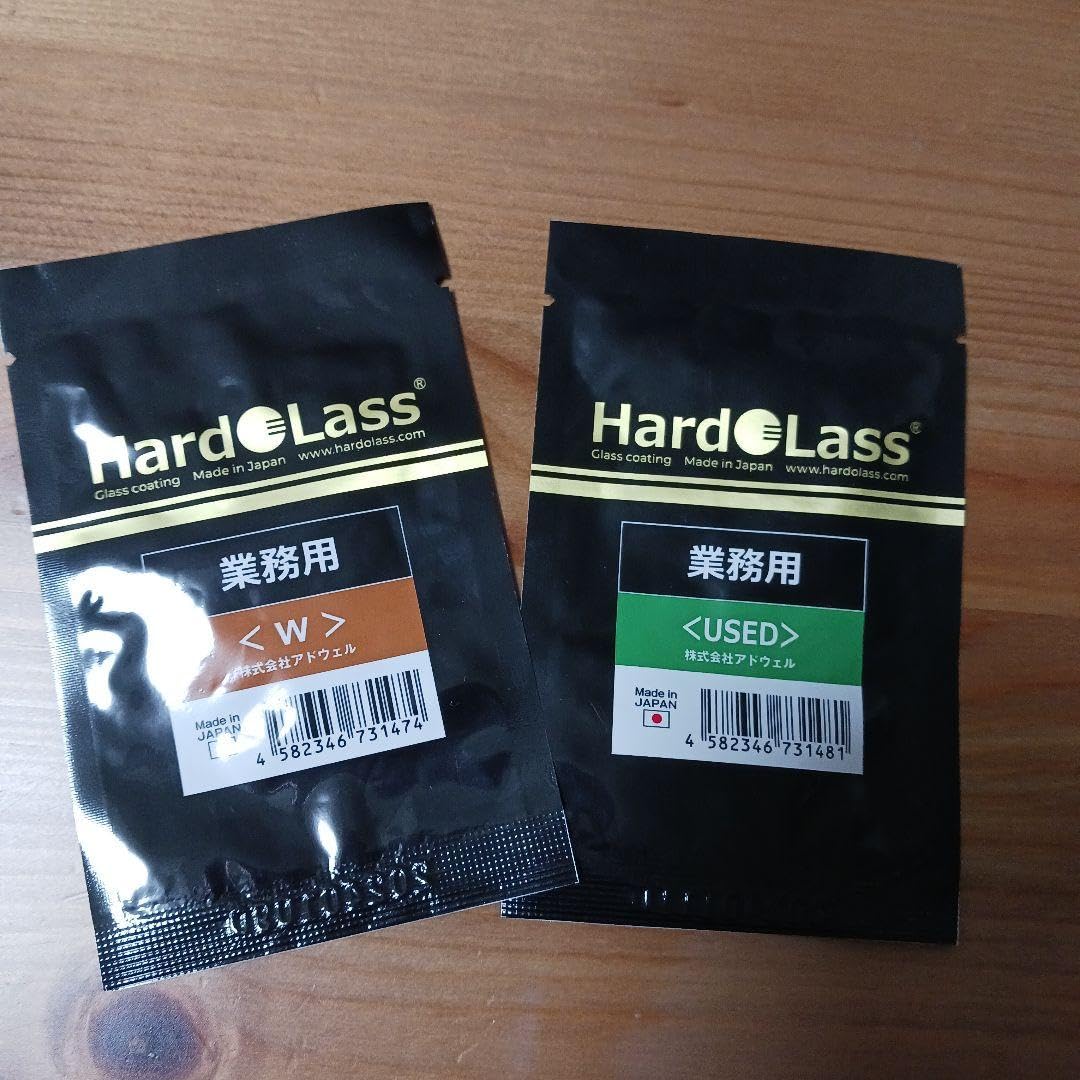 HardoLass®
Glass coating Made in Japan www.hardolass.com
業務用
< W >
株式会社アドウェル
Made in
JAPAN
4 582346 731474
HardoLass®
Glass coating Made in Japan www.hardolass.com
業務用
<USED>
株式会社アドウェル
Made in
JAPAN
4 582346 731481